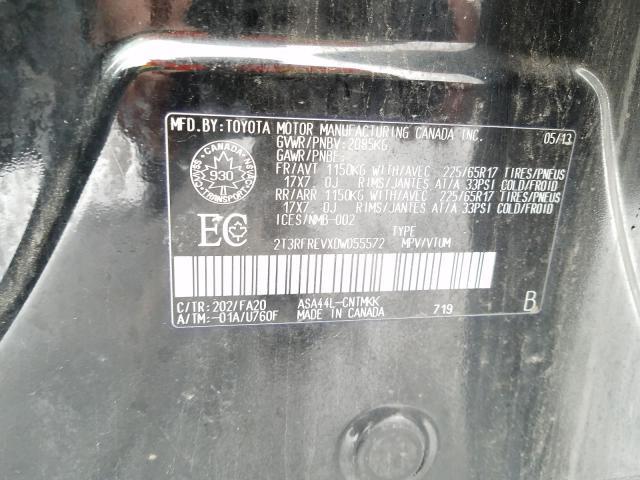 MFD.BY:TOYOTA MOTOR MANUFACTURING CANADA INC. 05/13
GVWR/PNBV:2085KG
GAWR/PNBE:
FR/AVT 1150KG WITH/AVEC 225/65R17 TIRES/PNEUS
17X7 OJ RIMS/JANTES AT/A 33PSI COLD/FROID
RR/ARR 1150KG WITH/AVEC 225/65R17 TIRES/PNEUS
17X7 OJ RIMS/JANTES AT/A 33PSI COLD/FROID
ICES/NMB-002
TYPE
2T3RFREVXDW055572 MPV/VTUM
CANADA
930
TRANSPORT
EC
C/TR:202/FA20 ASA44L-CNTMKK 719 B
A/TM:-01A/U760F MADE IN CANADA